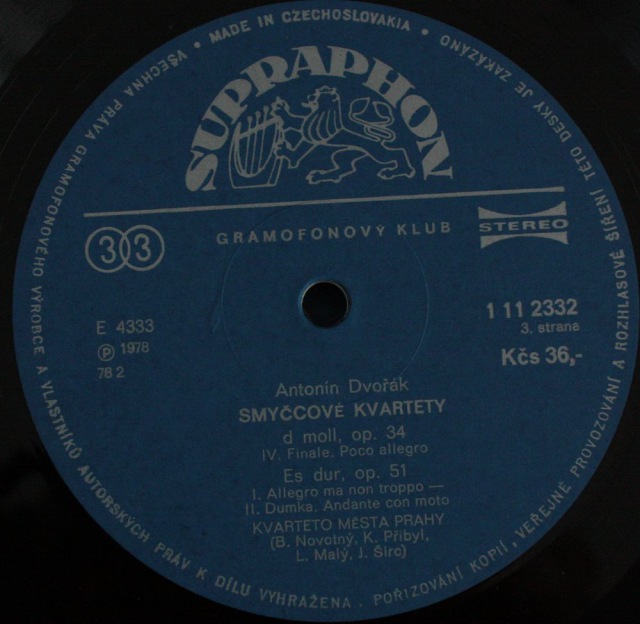 VŠECHNA PRÁVA GRAMOFONOVÉHO VÝROBCE A VLASTNÍKŮ AUTORSKÝCH PRÁV K DÍLU VYHRAŽENA . POŘIZOVÁNÍ KOPIÍ, VEŘEJNÉ PROVOZOVÁNÍ A ROZHLASOVÉ ŠÍŘENÍ TÉTO DESKY JE ZAKÁZÁNO • MADE IN CZECHOSLOVAKIA •
SUPRAPHON
33
GRAMOFONOVÝ KLUB
STEREO
E 4333
Ⓟ 1978
78 2
1 11 2332
3. strana
Kčs 36,-
Antonín Dvořák
SMYČCOVÉ KVARTETY
d moll, op. 34
IV. Finale. Poco allegro
Es dur, op. 51
I. Allegro ma non troppo —
II. Dumka. Andante con moto
KVARTETO MĚSTA PRAHY
(B. Novotný, K. Přibyl,
L. Malý, J. Šírc)